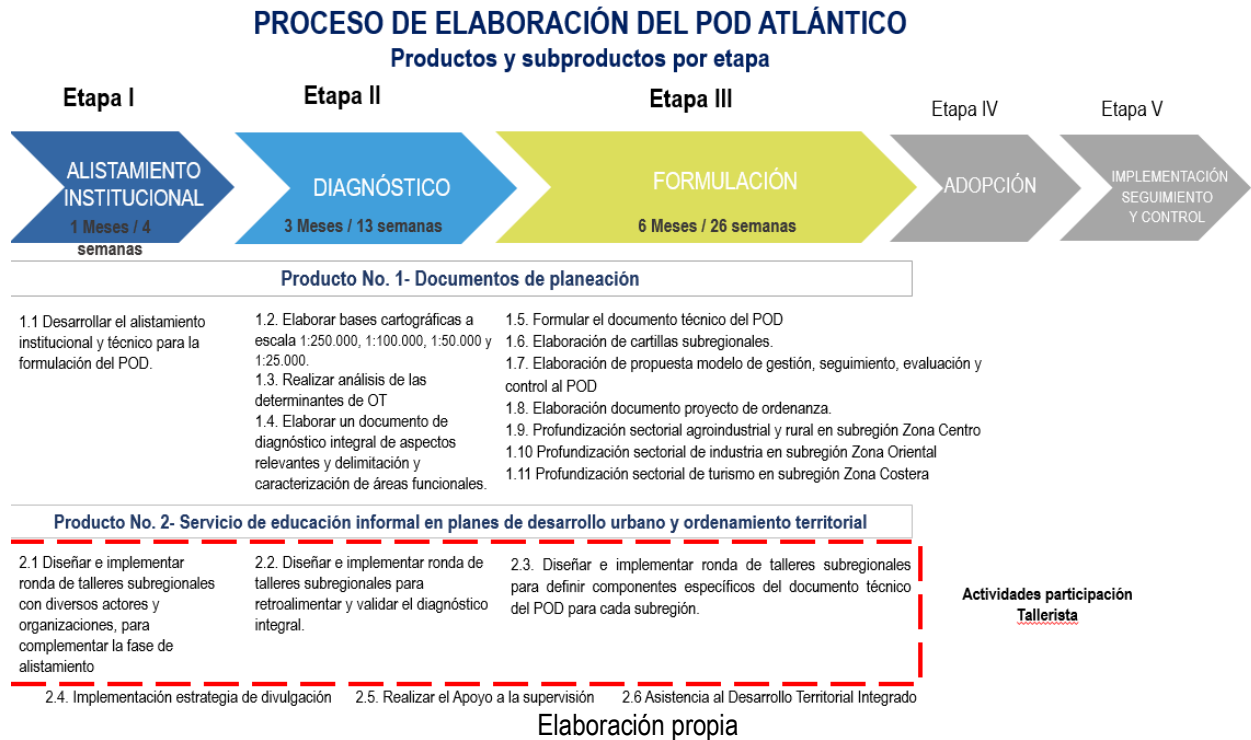 PROCESO DE ELABORACIÓN DEL POD ATLÁNTICO
Productos y subproductos por etapa
Etapa I
Etapa II
Etapa III
Etapa IV
Etapa V
ALISTAMIENTO
INSTITUCIONAL
1 Meses / 4
semanas
DIAGNÓSTICO
3 Meses / 13 semanas
FORMULACIÓN
6 Meses / 26 semanas
ADOPCIÓN
IMPLEMENTACIÓN
SEGUIMIENTO
Y CONTROL
Producto No. 1- Documentos de planeación
1.1 Desarrollar el alistamiento
institucional y técnico para la
formulación del POD.
1.2. Elaborar bases cartográficas a
escala 1:250.000, 1:100.000, 1:50.000 y
1:25.000.
1.3. Realizar análisis de las
determinantes de OT
1.4. Elaborar un documento de
diagnóstico integral de aspectos
relevantes y delimitación y
caracterización de áreas funcionales.
1.5. Formular el documento técnico del POD
1.6. Elaboración de cartillas subregionales.
1.7. Elaboración de propuesta modelo de gestión, seguimiento, evaluación y
control al POD
1.8. Elaboración documento proyecto de ordenanza.
1.9. Profundización sectorial agroindustrial y rural en subregión Zona Centro
1.10 Profundización sectorial de industria en subregión Zona Oriental
1.11 Profundización sectorial de turismo en subregión Zona Costera
Producto No. 2- Servicio de educación informal en planes de desarrollo urbano y ordenamiento territorial
2.1 Diseñar e implementar
ronda de talleres subregionales
con diversos actores y
organizaciones, para
complementar la fase de
alistamiento
2.2. Diseñar e implementar ronda de
talleres subregionales para
retroalimentar y validar el diagnóstico
integral.
2.3. Diseñar e implementar ronda de talleres subregionales
para definir componentes específicos del documento técnico
del POD para cada subregión.
Actividades participación
Tallerista
2.4. Implementación estrategia de divulgación
2.5. Realizar el Apoyo a la supervisión
2.6 Asistencia al Desarrollo Territorial Integrado
Elaboración propia